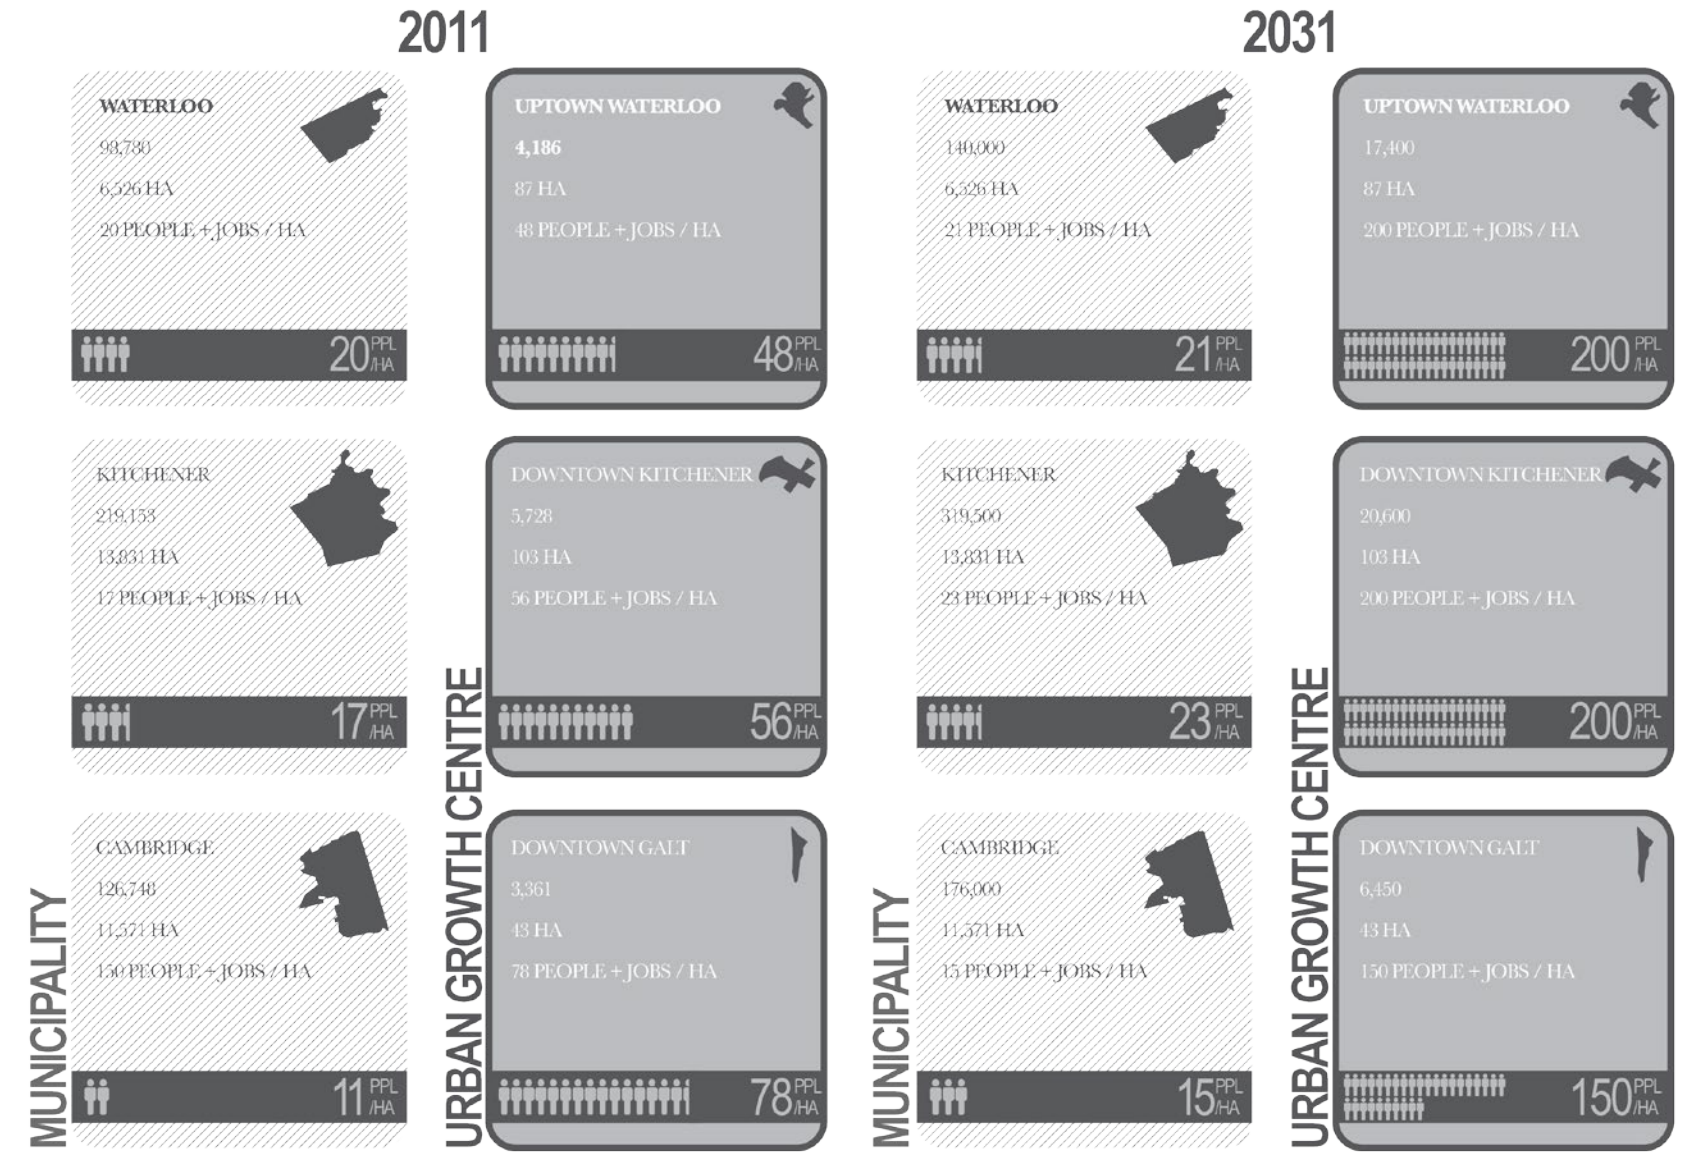 2011
2031
WATERLOO
98,780
6,526 HA
20 PEOPLE + JOBS / HA
20 PPL /HA
UPTOWN WATERLOO
4,186
87 HA
48 PEOPLE + JOBS / HA
48 PPL /HA
WATERLOO
140,000
6,526 HA
21 PEOPLE + JOBS / HA
21 PPL /HA
UPTOWN WATERLOO
17,400
87 HA
200 PEOPLE + JOBS / HA
200 PPL /HA
KITCHENER
219,153
13,831 HA
17 PEOPLE + JOBS / HA
17 PPL /HA
DOWNTOWN KITCHENER
5,728
103 HA
56 PEOPLE + JOBS / HA
56 PPL /HA
KITCHENER
319,500
13,831 HA
23 PEOPLE + JOBS / HA
23 PPL /HA
DOWNTOWN KITCHENER
20,600
103 HA
200 PEOPLE + JOBS / HA
200 PPL /HA
CAMBRIDGE
126,748
11,571 HA
150 PEOPLE + JOBS / HA
11 PPL /HA
DOWNTOWN GALT
3,361
43 HA
78 PEOPLE + JOBS / HA
78 PPL /HA
CAMBRIDGE
176,000
11,571 HA
15 PEOPLE + JOBS / HA
15 PPL /HA
DOWNTOWN GALT
6,450
43 HA
150 PEOPLE + JOBS / HA
150 PPL /HA
MUNICIPALITY
URBAN GROWTH CENTRE
MUNICIPALITY
URBAN GROWTH CENTRE